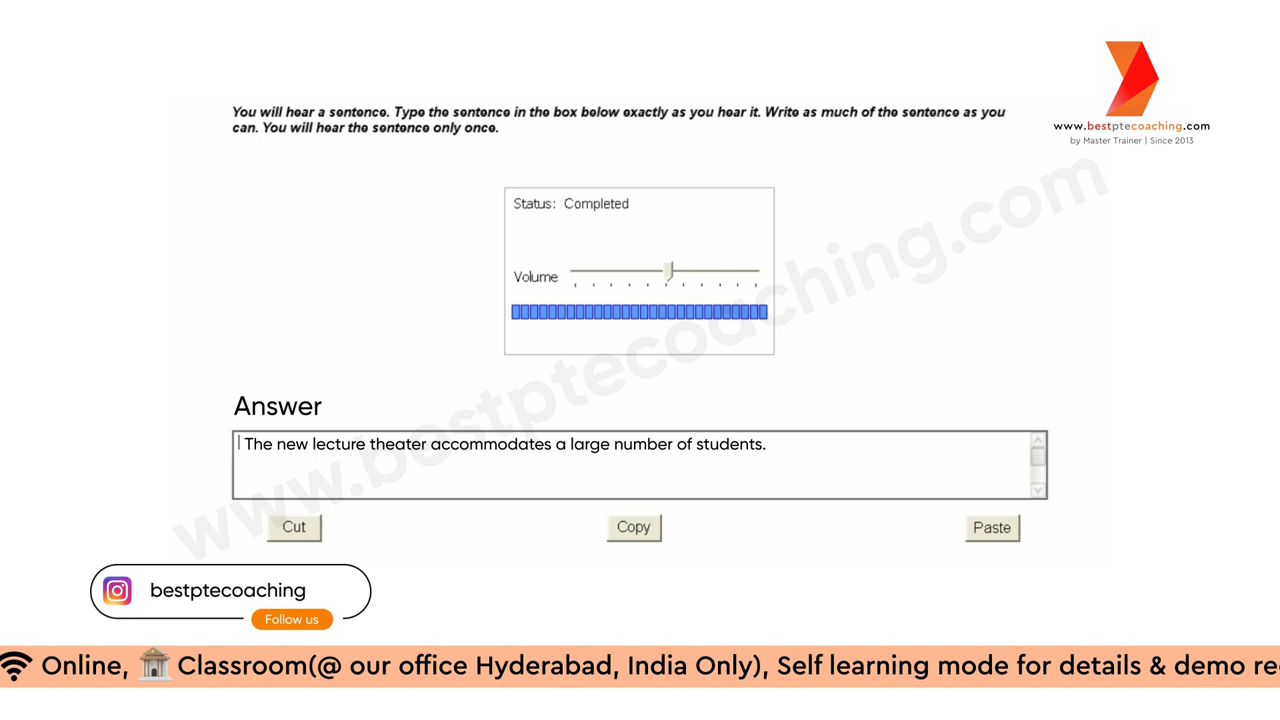 www.bestptecoaching.com
by Master Trainer | Since 2013
You will hear a sentence. Type the sentence in the box below exactly as you hear it. Write as much of the sentence as you
can. You will hear the sentence only once.
Status: Completed
Volume
www.bestptecoaching.com
Answer
The new lecture theater accommodates a large number of students.
Cut
Copy
Paste
bestptecoaching
Follow us
Online, Classroom(@ our office Hyderabad, India Only), Self learning mode for details & demo re